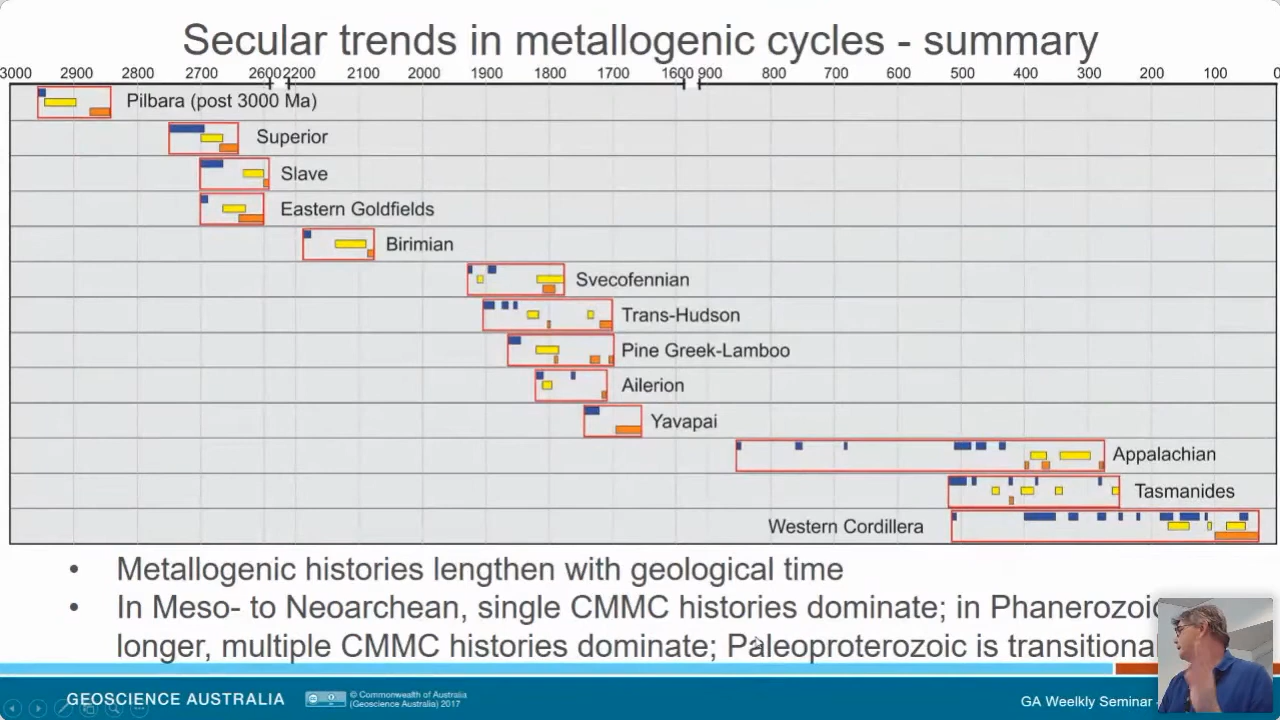 Secular trends in metallogenic cycles - summary
3000 2900 2800 2700 2600 2200 2100 2000 1900 1800 1700 1600 900 800 700 600 500 400 300 200 100 0
Pilbara (post 3000 Ma)
Superior
Slave
Eastern Goldfields
Birimian
Svecofennian
Trans-Hudson
Pine Greek-Lamboo
Ailerion
Yavapai
Appalachian
Tasmanides
Western Cordillera
• Metallogenic histories lengthen with geological time
• In Meso- to Neoarchean, single CMMC histories dominate; in Phanerozoic
longer, multiple CMMC histories dominate; Paleoproterozoic is transitional
GEOSCIENCE AUSTRALIA
© Commonwealth of Australia
(Geoscience Australia) 2017
GA Weelkly Seminar